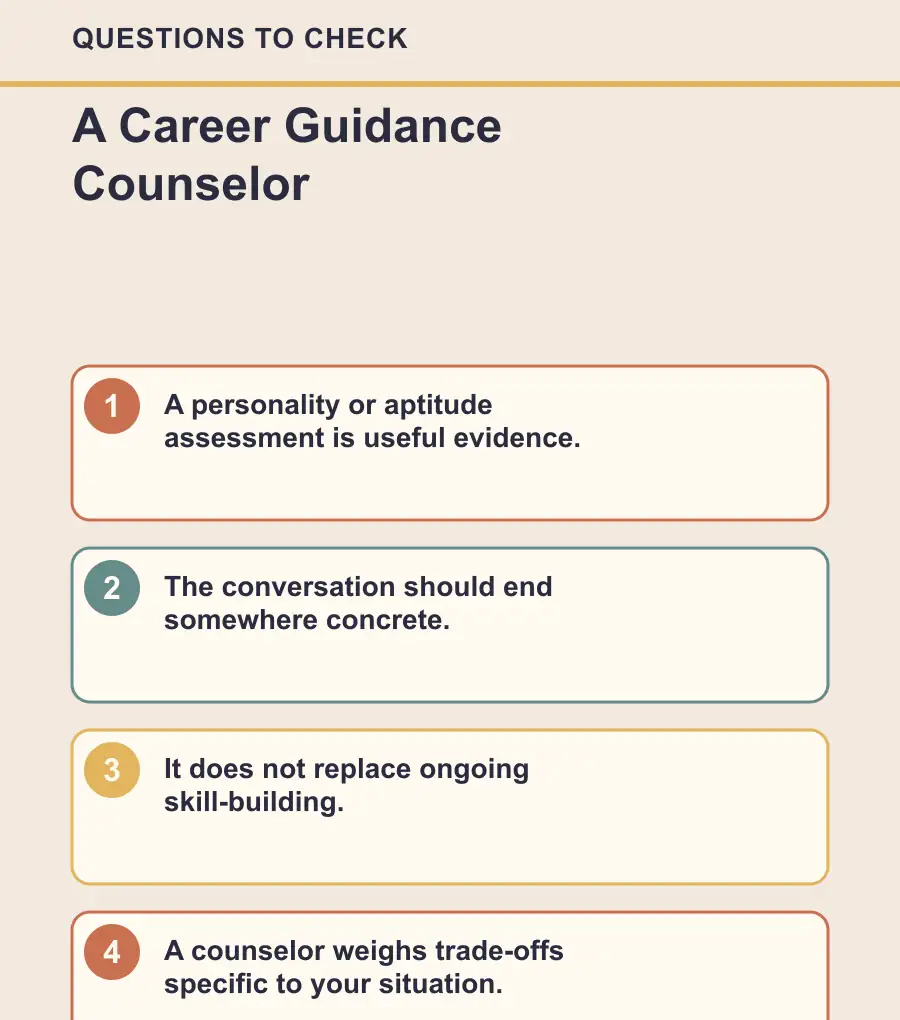 QUESTIONS TO CHECK
A Career Guidance
Counselor
1
A personality or aptitude
assessment is useful evidence.
2
The conversation should end
somewhere concrete.
3
It does not replace ongoing
skill-building.
4
A counselor weighs trade-offs
specific to your situation.